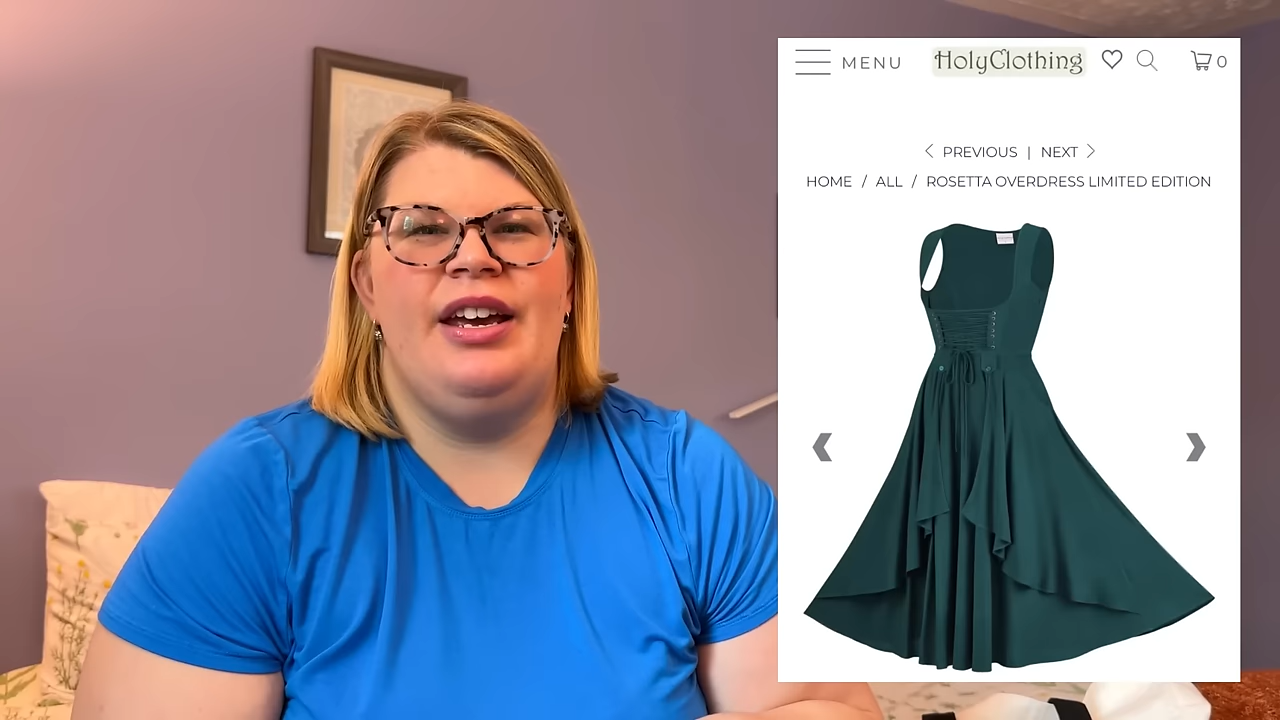 MENU HolyClothing 0
PREVIOUS | NEXT
HOME / ALL / ROSETTA OVERDRESS LIMITED EDITION